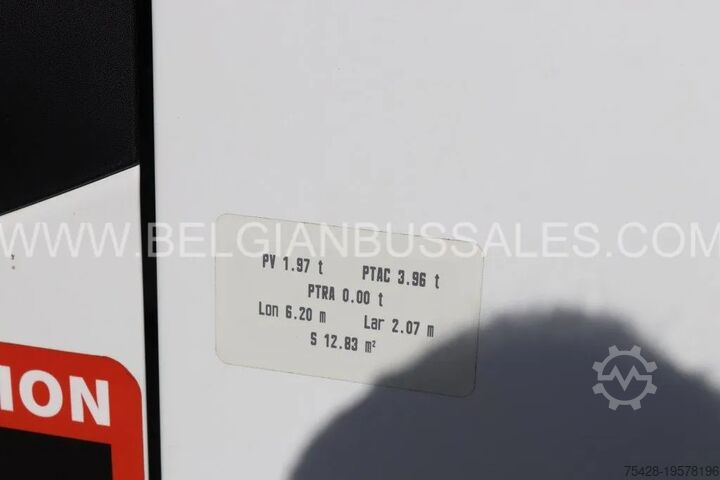 WWW.BELGIANBUSSALES.COM
PV 1.97 t PTAC 3.96 t
PTRA 0.00 t
Lon 6.20 m Lar 2.07 m
S 12.83 m²
ION
75428-19578196